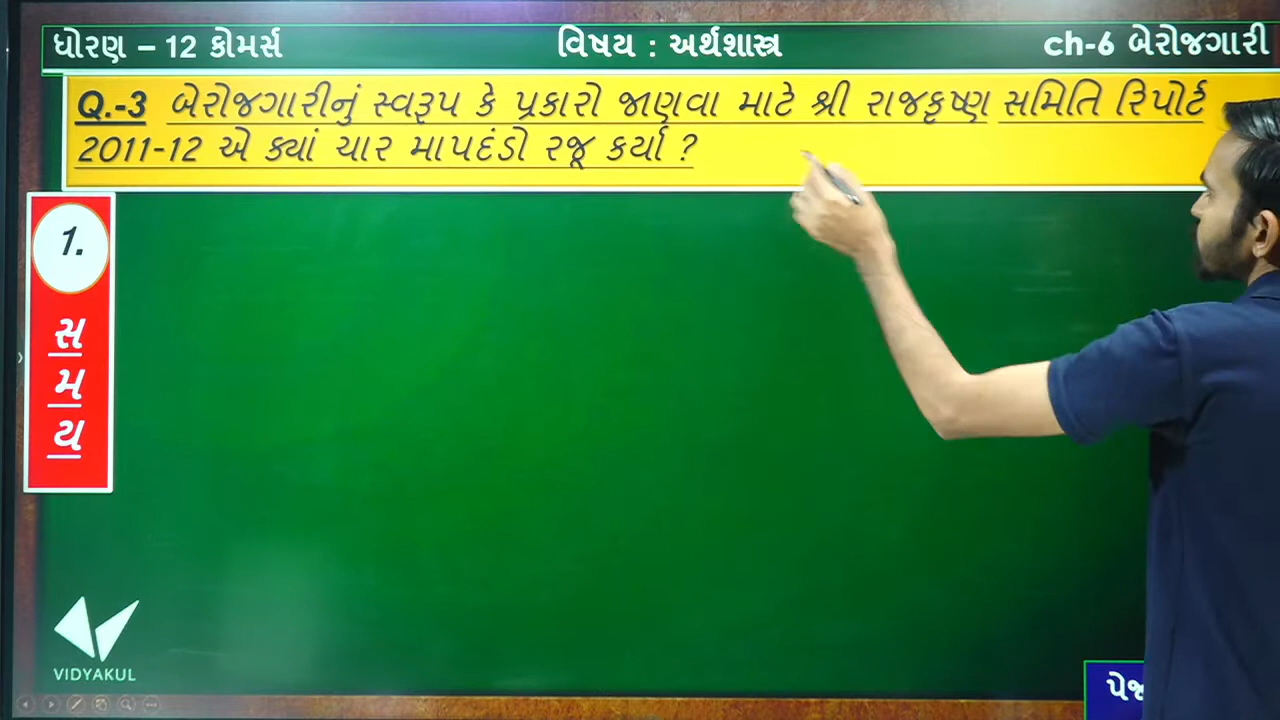 ધોરણ – 12 કોમર્સ
વિષય : અર્થશાસ્ત્ર
ch-6 બેરોજગારી
Q.-3 બેરોજગારીનું સ્વરૂપ કે પ્રકારો જાણવા માટે શ્રી રાજકૃષ્ણ સમિતિ રિપોર્ટ
2011-12 એ ક્યાં ચાર માપદંડો રજૂ કર્યા ?
1.
સ
મ
ય
VIDYAKUL
પેજ